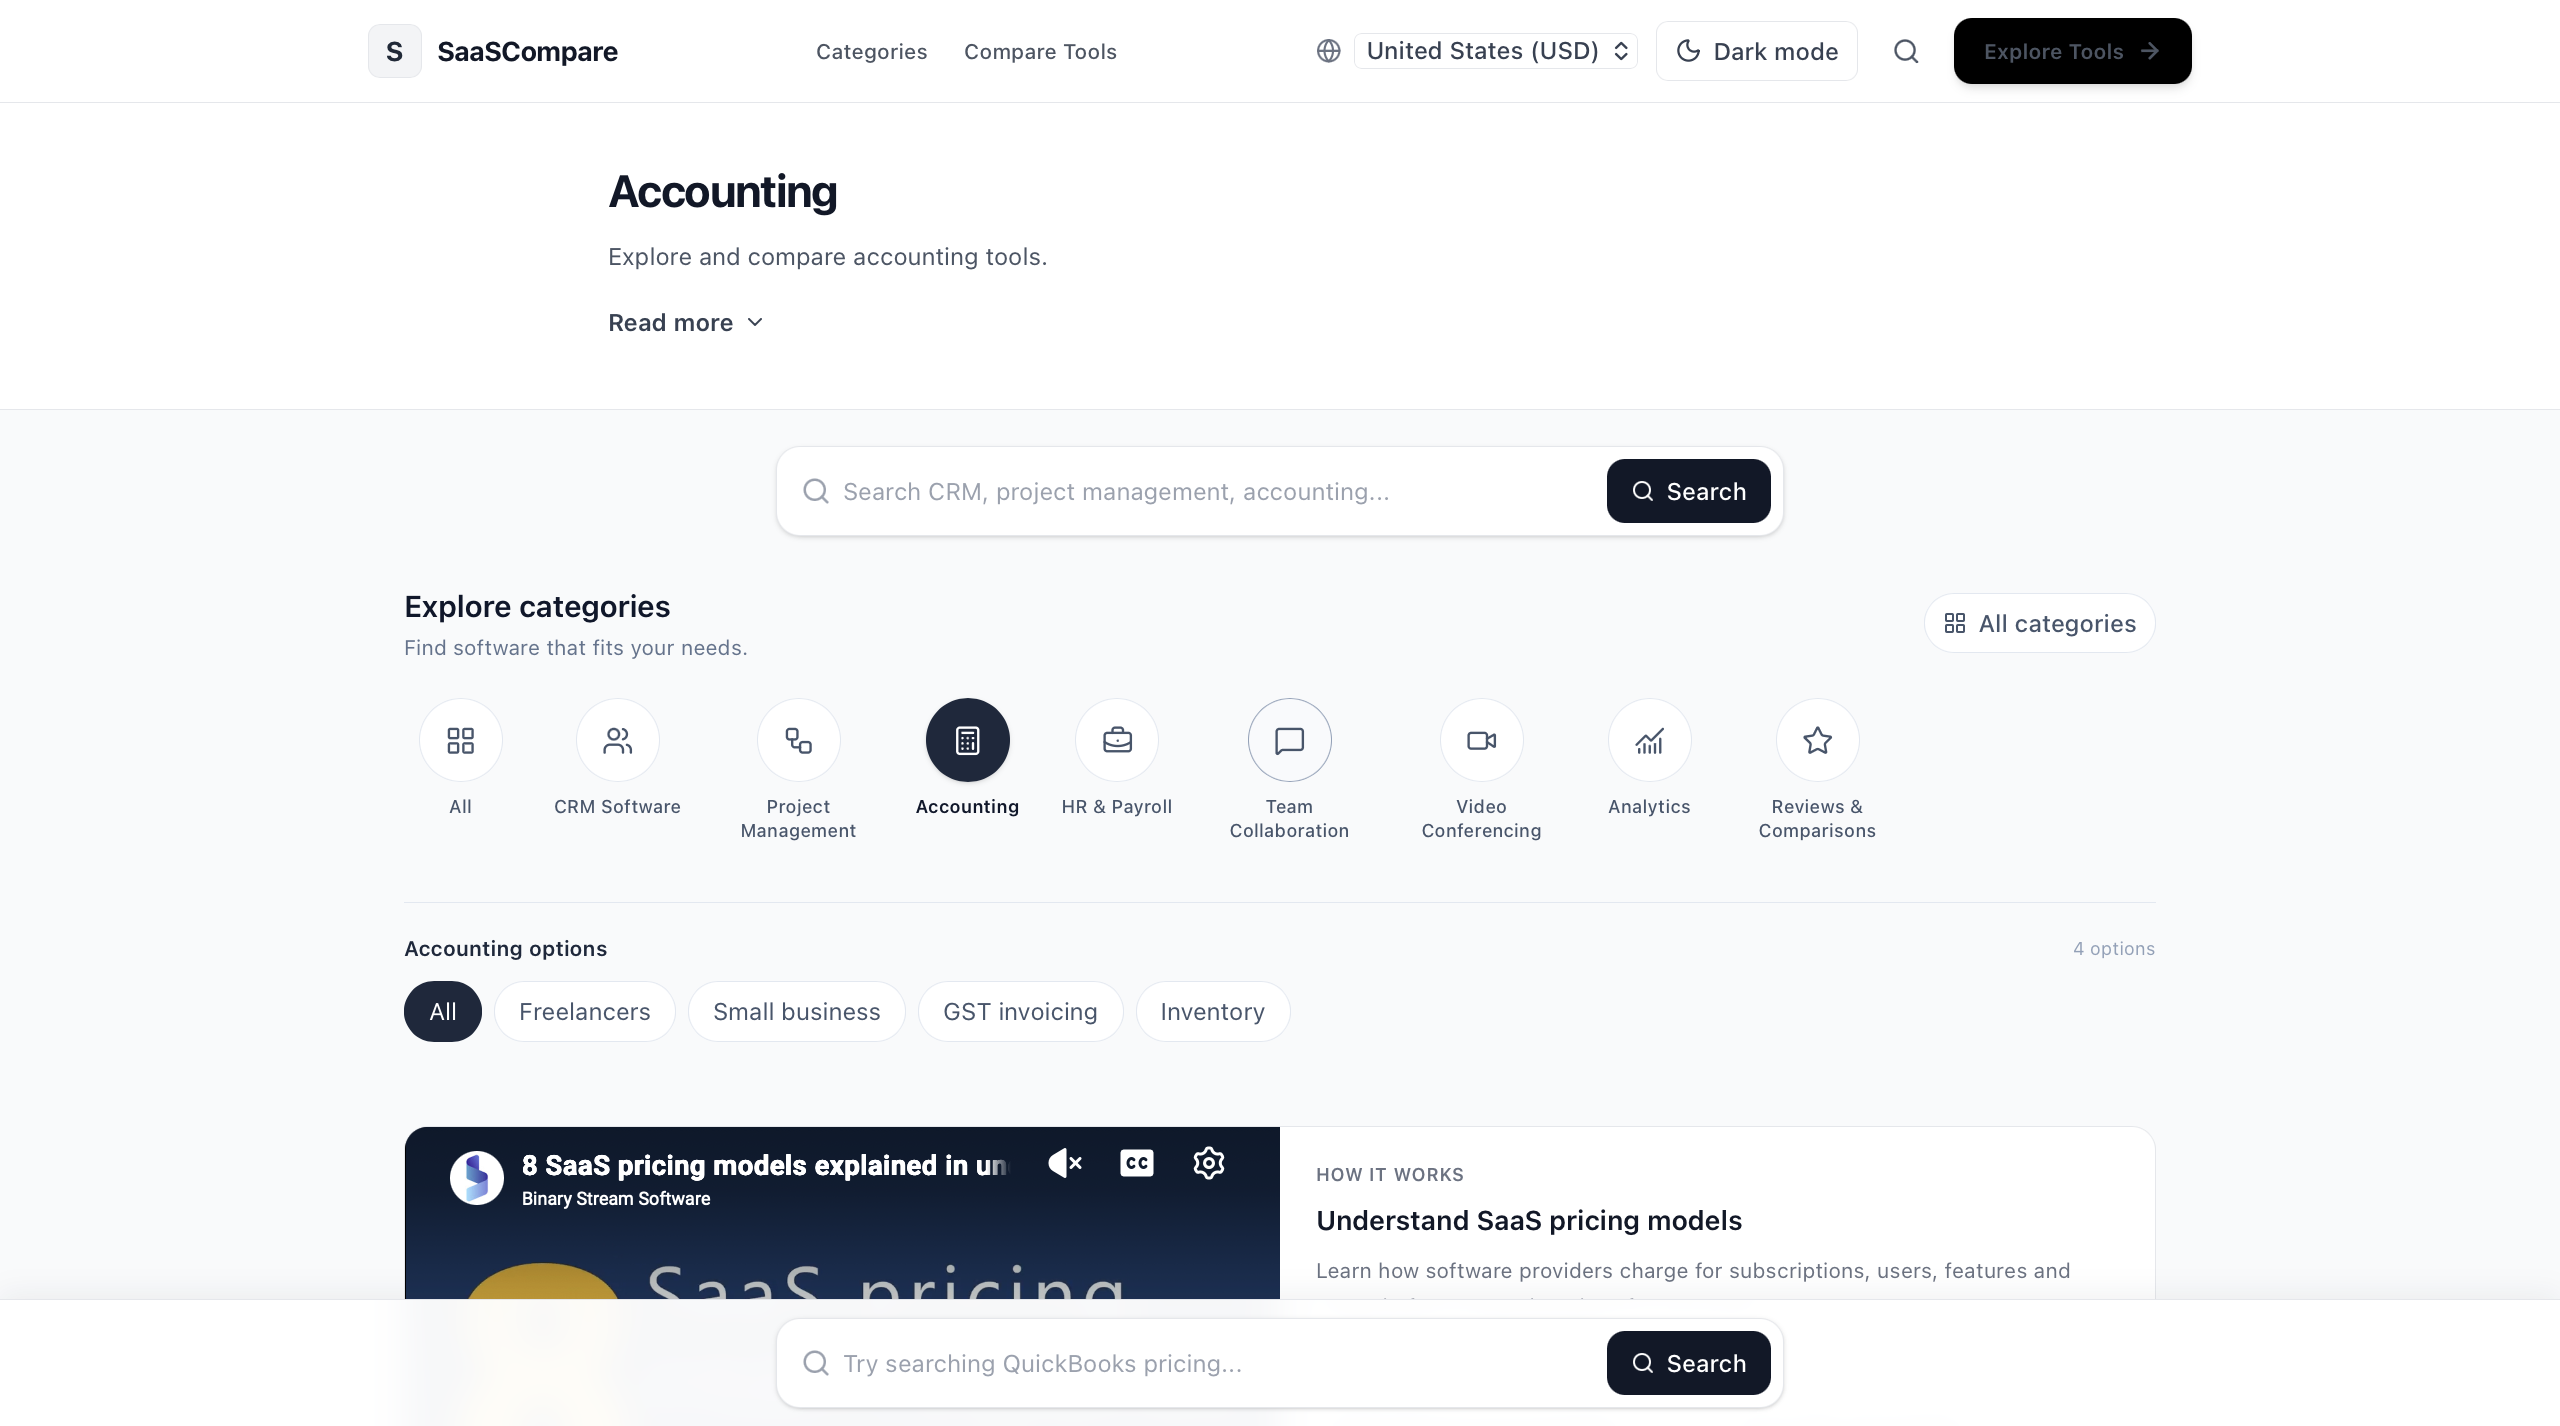 S SaaSCompare
Categories Compare Tools
United States (USD) Dark mode Explore Tools
Accounting
Explore and compare accounting tools.
Read more
Search CRM, project management, accounting...
Search
Explore categories
Find software that fits your needs.
All categories
All
CRM Software
Project
Management
Accounting
HR & Payroll
Team
Collaboration
Video
Conferencing
Analytics
Reviews &
Comparisons
Accounting options
4 options
All Freelancers Small business GST invoicing Inventory
8 SaaS pricing models explained in un
Binary Stream Software
CC
SaaS pricing
HOW IT WORKS
Understand SaaS pricing models
Learn how software providers charge for subscriptions, users, features and
Try searching QuickBooks pricing...
Search